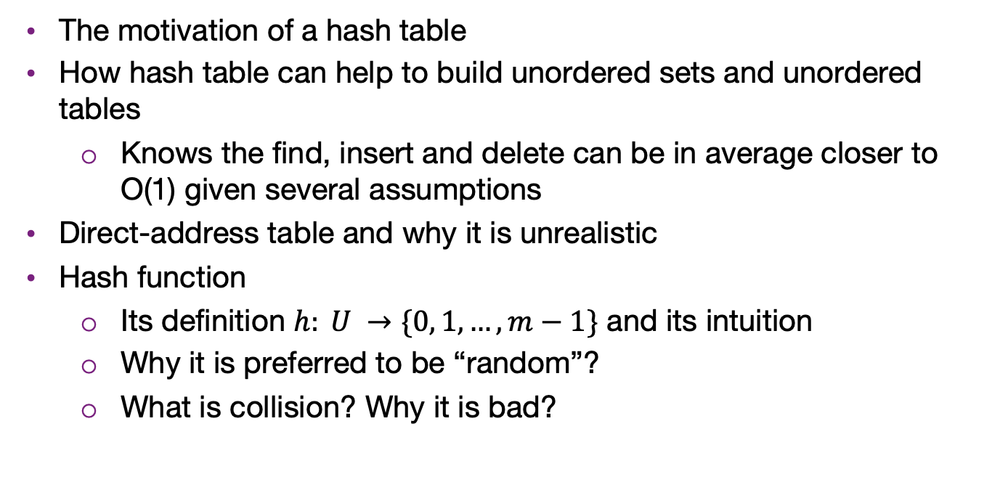 • The motivation of a hash table
• How hash table can help to build unordered sets and unordered
tables
o Knows the find, insert and delete can be in average closer to
O(1) given several assumptions
• Direct-address table and why it is unrealistic
• Hash function
o Its definition h: U → {0, 1, ..., m − 1} and its intuition
o Why it is preferred to be “random”?
o What is collision? Why it is bad?